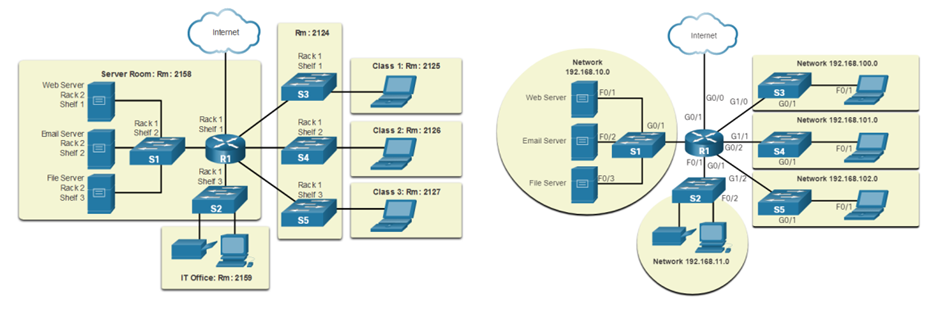 Internet
Server Room: Rm: 2158
Web Server
Rack 2
Shelf 1
Email Server
Rack 2
Shelf 2
File Server
Rack 2
Shelf 3
Rack 1
Shelf 2
S1
Rack 1
Shelf 1
R1
Rack 1
Shelf 3
S2
IT Office: Rm: 2159
Rm: 2124
Rack 1
Shelf 1
S3
Rack 1
Shelf 2
S4
Rack 1
Shelf 3
S5
Class 1: Rm: 2125
Class 2: Rm: 2126
Class 3: Rm: 2127
Internet
Network
192.168.10.0
Web Server
F0/1
Email Server
F0/2
File Server
F0/3
S1
G0/1
G0/0
G0/1
R1
G1/0
G1/1
G0/2
F0/1
G0/1
G1/2
S2
F0/2
Network 192.168.11.0
Network 192.168.100.0
S3
G0/1
F0/1
Network 192.168.101.0
S4
G0/1
F0/1
Network 192.168.102.0
S5
G0/1
F0/1